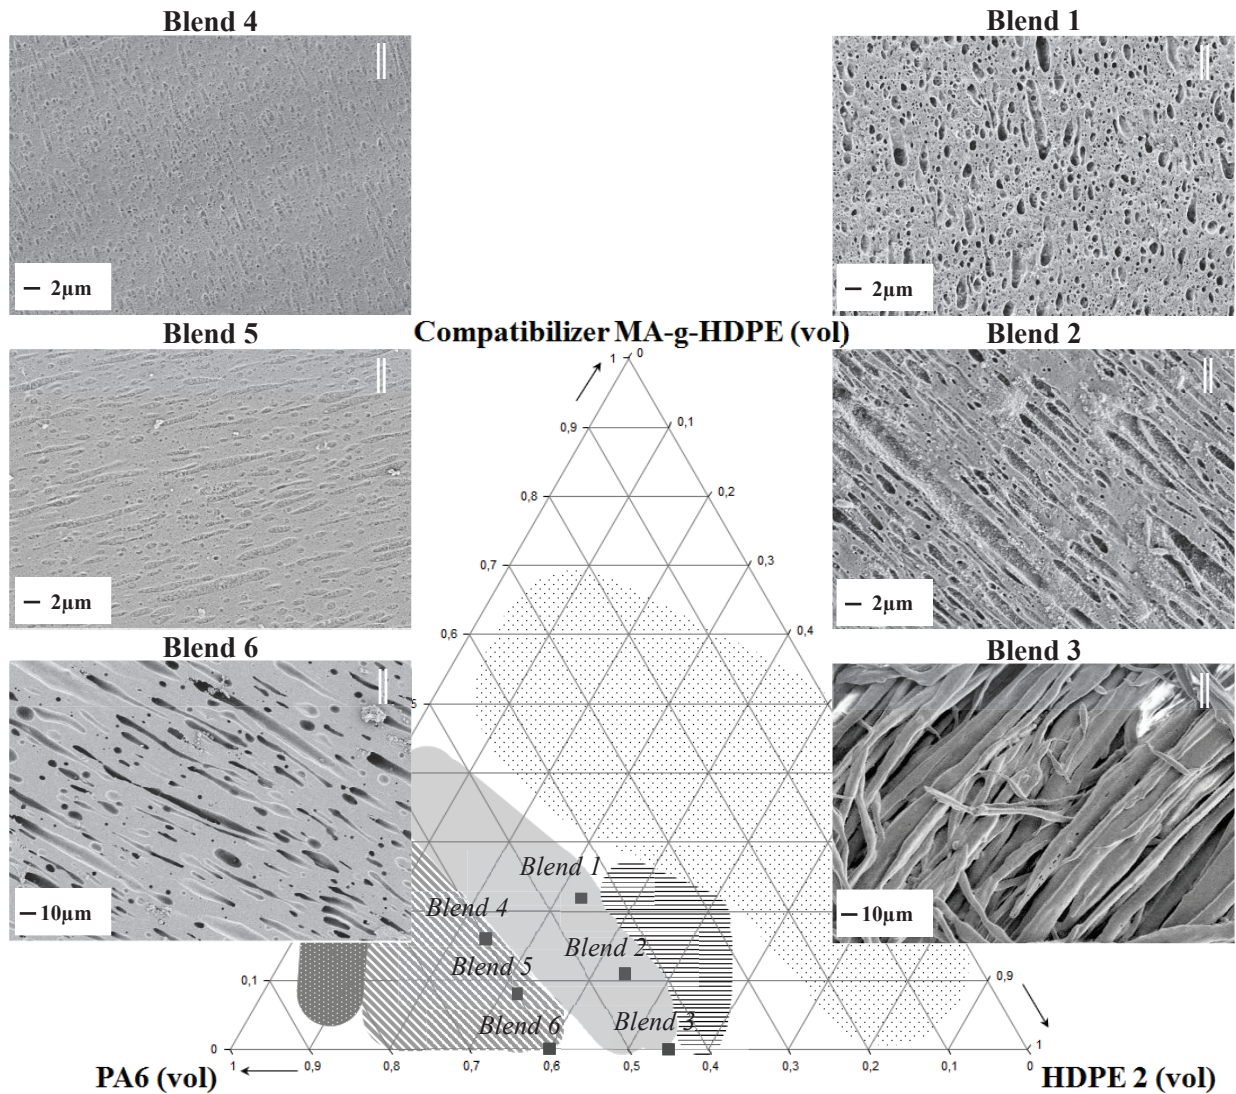 Blend 4
Blend 1
2µm
2µm
Blend 5
Compatibilizer MA-g-HDPE (vol)
Blend 2
1
0
0,9
0,1
0,8
0,2
2µm
0,7
0,3
2µm
0,6
0,4
Blend 6
Blend 3
5
Blend 1
10µm
Blend 4
10µm
Blend 2
Blend 5
0,1
0,9
Blend 6
Blend 3
0
1
1
0,9
0,8
0,7
0,6
0,5
0,4
0,3
0,2
0,1
0
PA6 (vol)
HDPE 2 (vol)